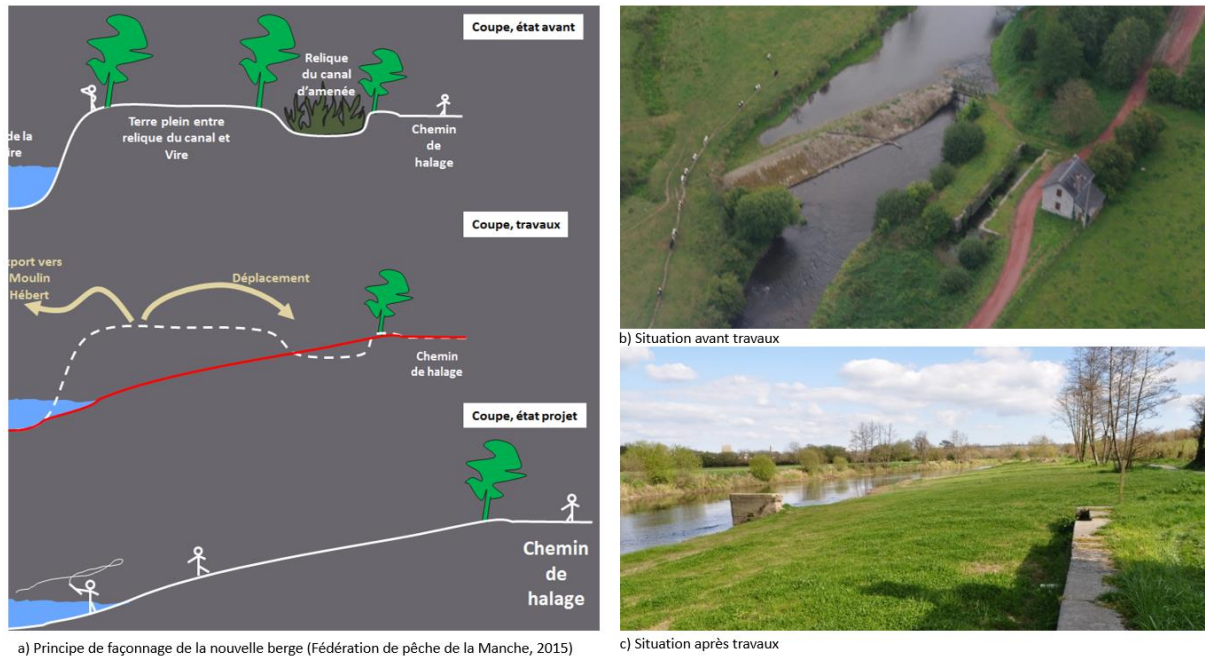 Coupe, état avant
Relique
du canal
d'amenée
Terre plein entre
relique du canal et
Vire
Chemin
de
halage
de la
ire
Coupe, travaux
xport vers
Moulin
Hébert
Déplacement
Chemin
de halage
Coupe, état projet
Chemin
de
halage
a) Principe de façonnage de la nouvelle berge (Fédération de pêche de la Manche, 2015)
b) Situation avant travaux
c) Situation après travaux